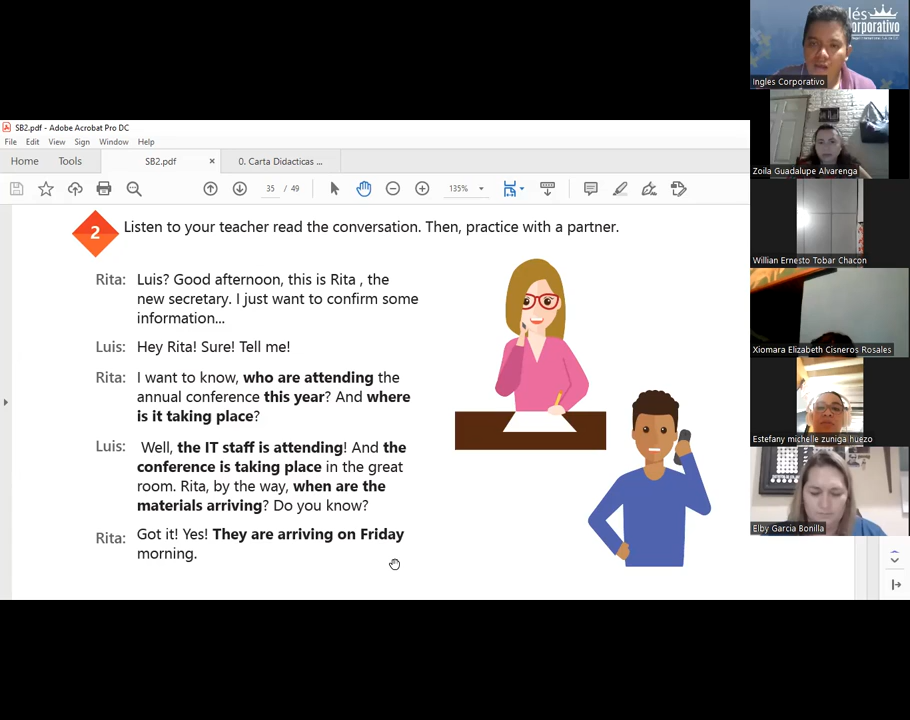 SB2.pdf - Adobe Acrobat Pro DC
File Edit View Sign Window Help
Home Tools SB2.pdf × 0. Carta Didacticas ...
35 / 49 135%
2 Listen to your teacher read the conversation. Then, practice with a partner.
Rita: Luis? Good afternoon, this is Rita , the
new secretary. I just want to confirm some
information...
Luis: Hey Rita! Sure! Tell me!
Rita: I want to know, who are attending the
annual conference this year? And where
is it taking place?
Luis: Well, the IT staff is attending! And the
conference is taking place in the great
room. Rita, by the way, when are the
materials arriving? Do you know?
Rita: Got it! Yes! They are arriving on Friday
morning.
lés
orporativo
Ingles Corporativo
Zoila Guadalupe Alvarenga
Willian Ernesto Tobar Chacon
Xiomara Elizabeth Cisneros Rosales
Estefany michelle zuniga huezo
Elby Garcia Bonilla